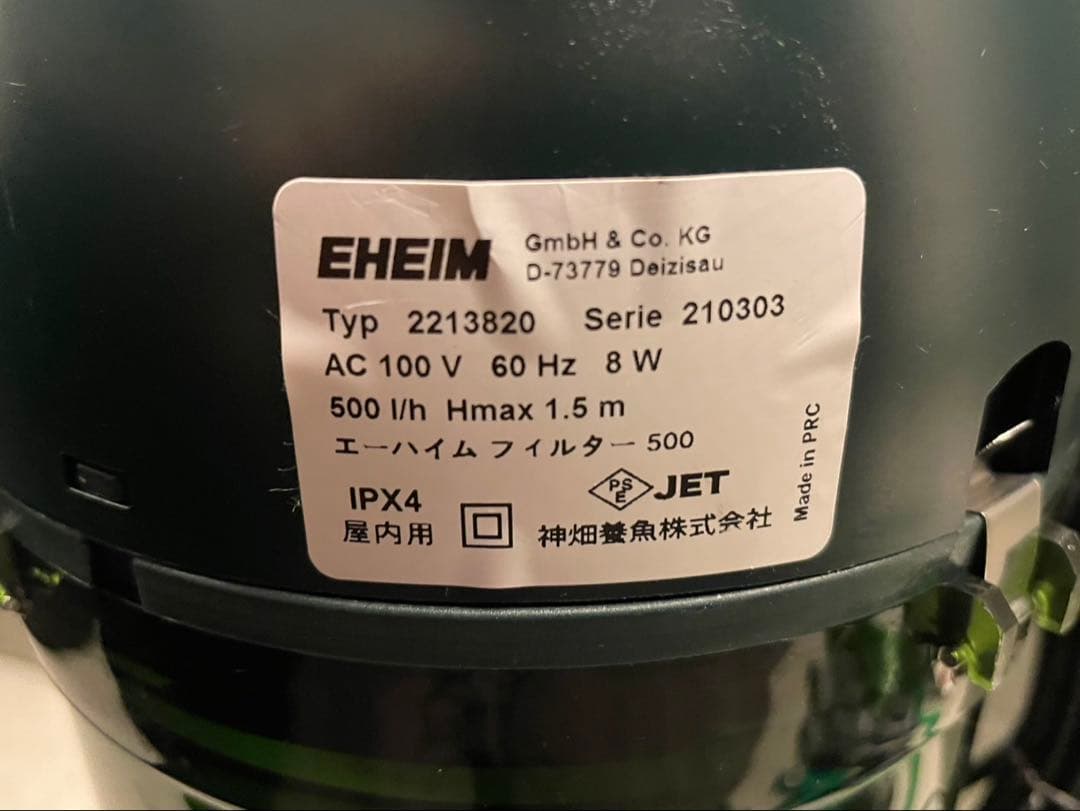 EHEIM GmbH & Co. KG
D-73779 Deizisau
Typ 2213820 Serie 210303
AC 100 V 60 Hz 8 W
500 l/h Hmax 1.5 m
エーハイム フィルター 500
IPX4
屋内用
PSE JET
神畑養魚株式会社
Made in PRC